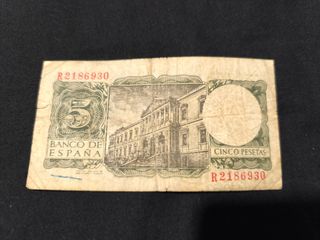 R2186930
5
BANCO DE
ESPAÑA
CINCO PESETAS
R2186930